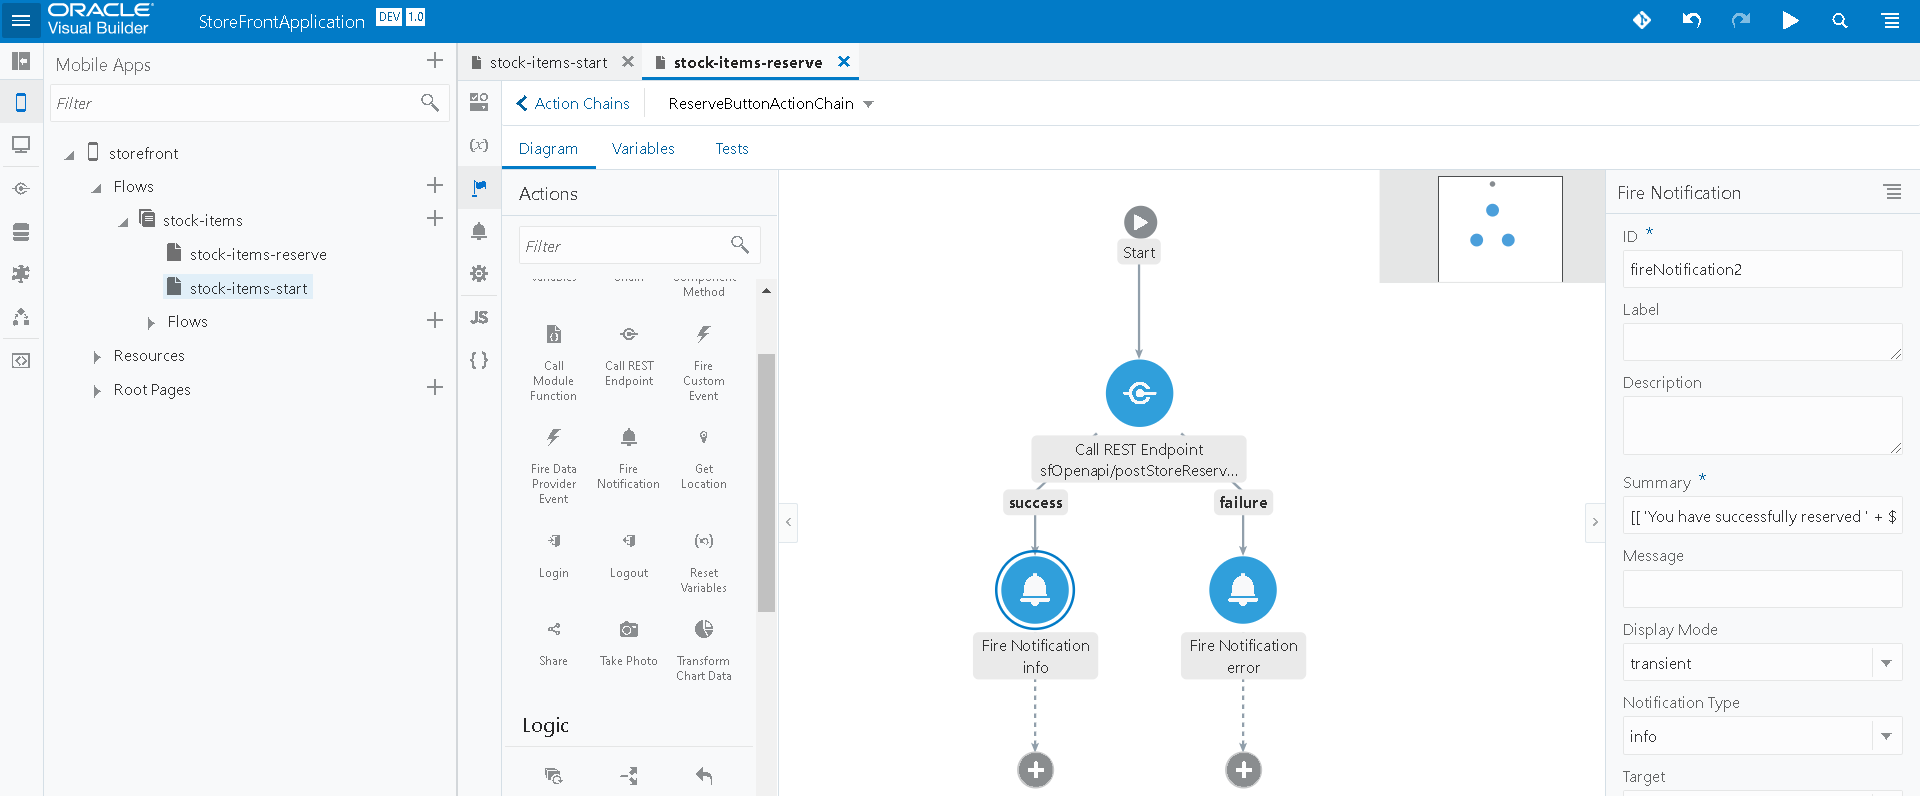 ORACLE
Visual Builder
StoreFrontApplication DEV 1.0
Mobile Apps
Filter
storefront
Flows
stock-items
stock-items-reserve
stock-items-start
Flows
Resources
Root Pages
stock-items-start
stock-items-reserve
Action Chains
ReserveButtonActionChain
Diagram
Variables
Tests
(x)
JS
{ }
Actions
Filter
Method
Call
Module
Function
Call REST
Endpoint
Fire
Custom
Event
Fire Data
Provider
Event
Fire
Notification
Get
Location
Login
Logout
Reset
Variables
Share
Take Photo
Transform
Chart Data
Logic
Start
Call REST Endpoint
sfOpenapi/postStoreReserv...
success
failure
Fire Notification
info
Fire Notification
error
Fire Notification
ID *
fireNotification2
Label
Description
Summary *
[[ 'You have successfully reserved ' + $
Message
Display Mode
transient
Notification Type
info
Target